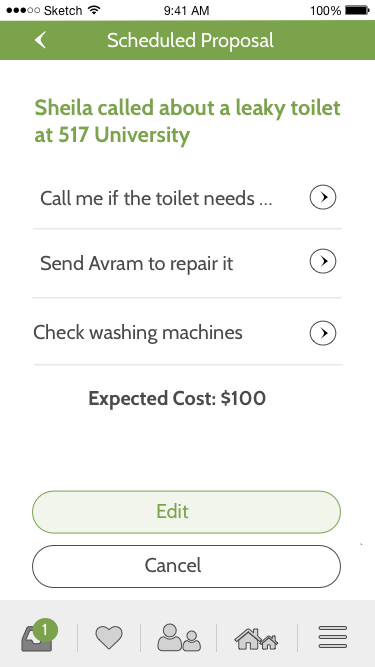 Sketch 9:41 AM 100%
Scheduled Proposal
Sheila called about a leaky toilet
at 517 University
Call me if the toilet needs ...
Send Avram to repair it
Check washing machines
Expected Cost: $100
Edit
Cancel
1